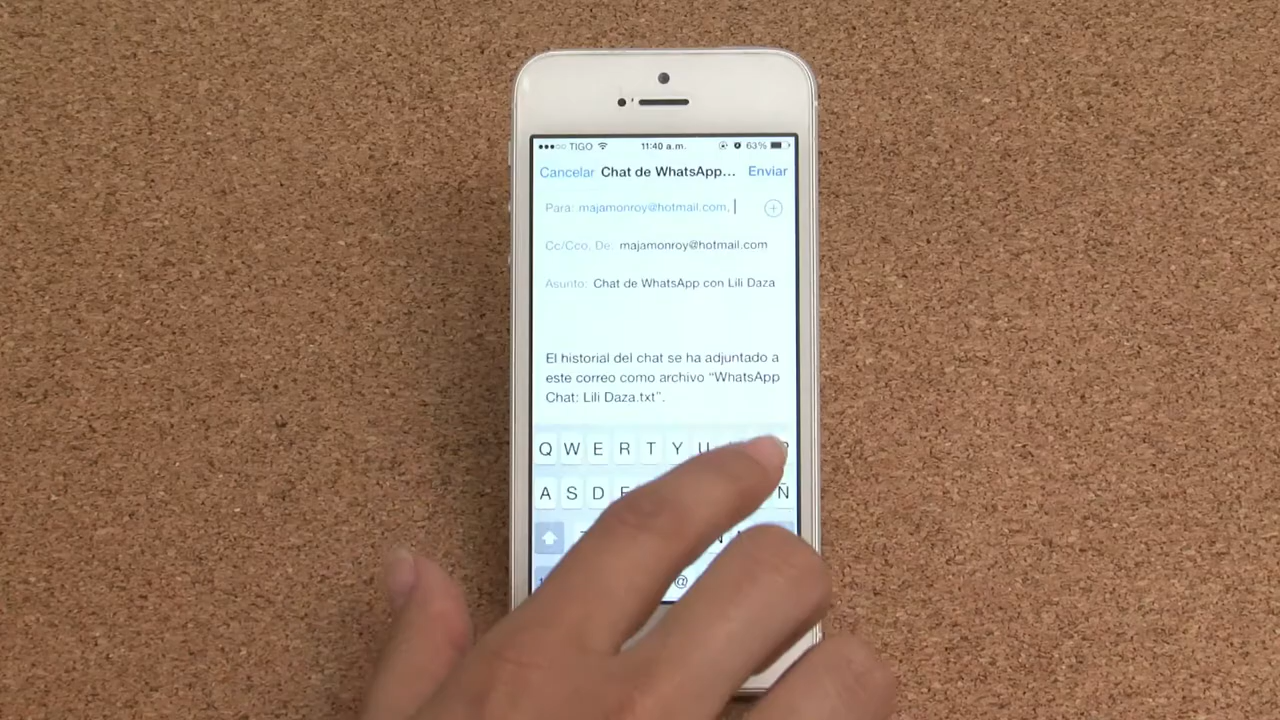 TIGO 11:40 a.m. 63%
Cancelar Chat de WhatsApp... Enviar
Para: majamonroy@hotmail.com,
Cc/Cco, De: majamonroy@hotmail.com
Asunto: Chat de WhatsApp con Lili Daza
El historial del chat se ha adjuntado a
este correo como archivo “WhatsApp
Chat: Lili Daza.txt”.
Q W E R T Y U
A S D Ñ
@